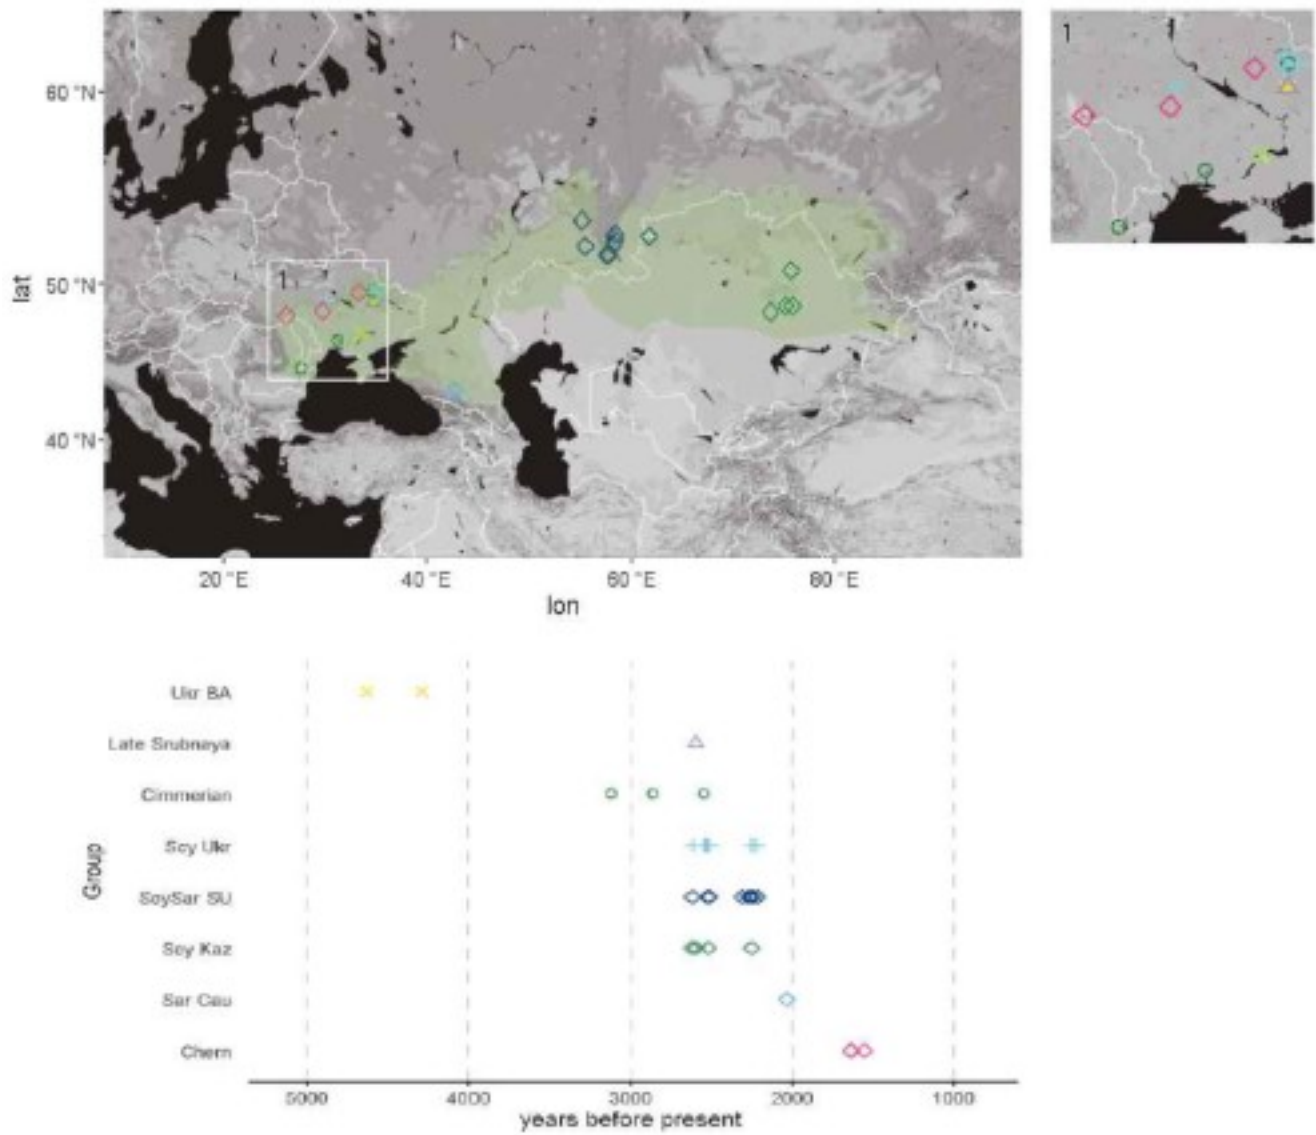 1
60 °N
50 °N
40 °N
lat
1
20 °E
40 °E
60 °E
80 °E
lon
Ukr BA
Late Srubnaya
Cimmerian
Scy Ukr
ScySar SU
Scy Kaz
Sar Cau
Chern
Group
5000
4000
3000
2000
1000
years before present